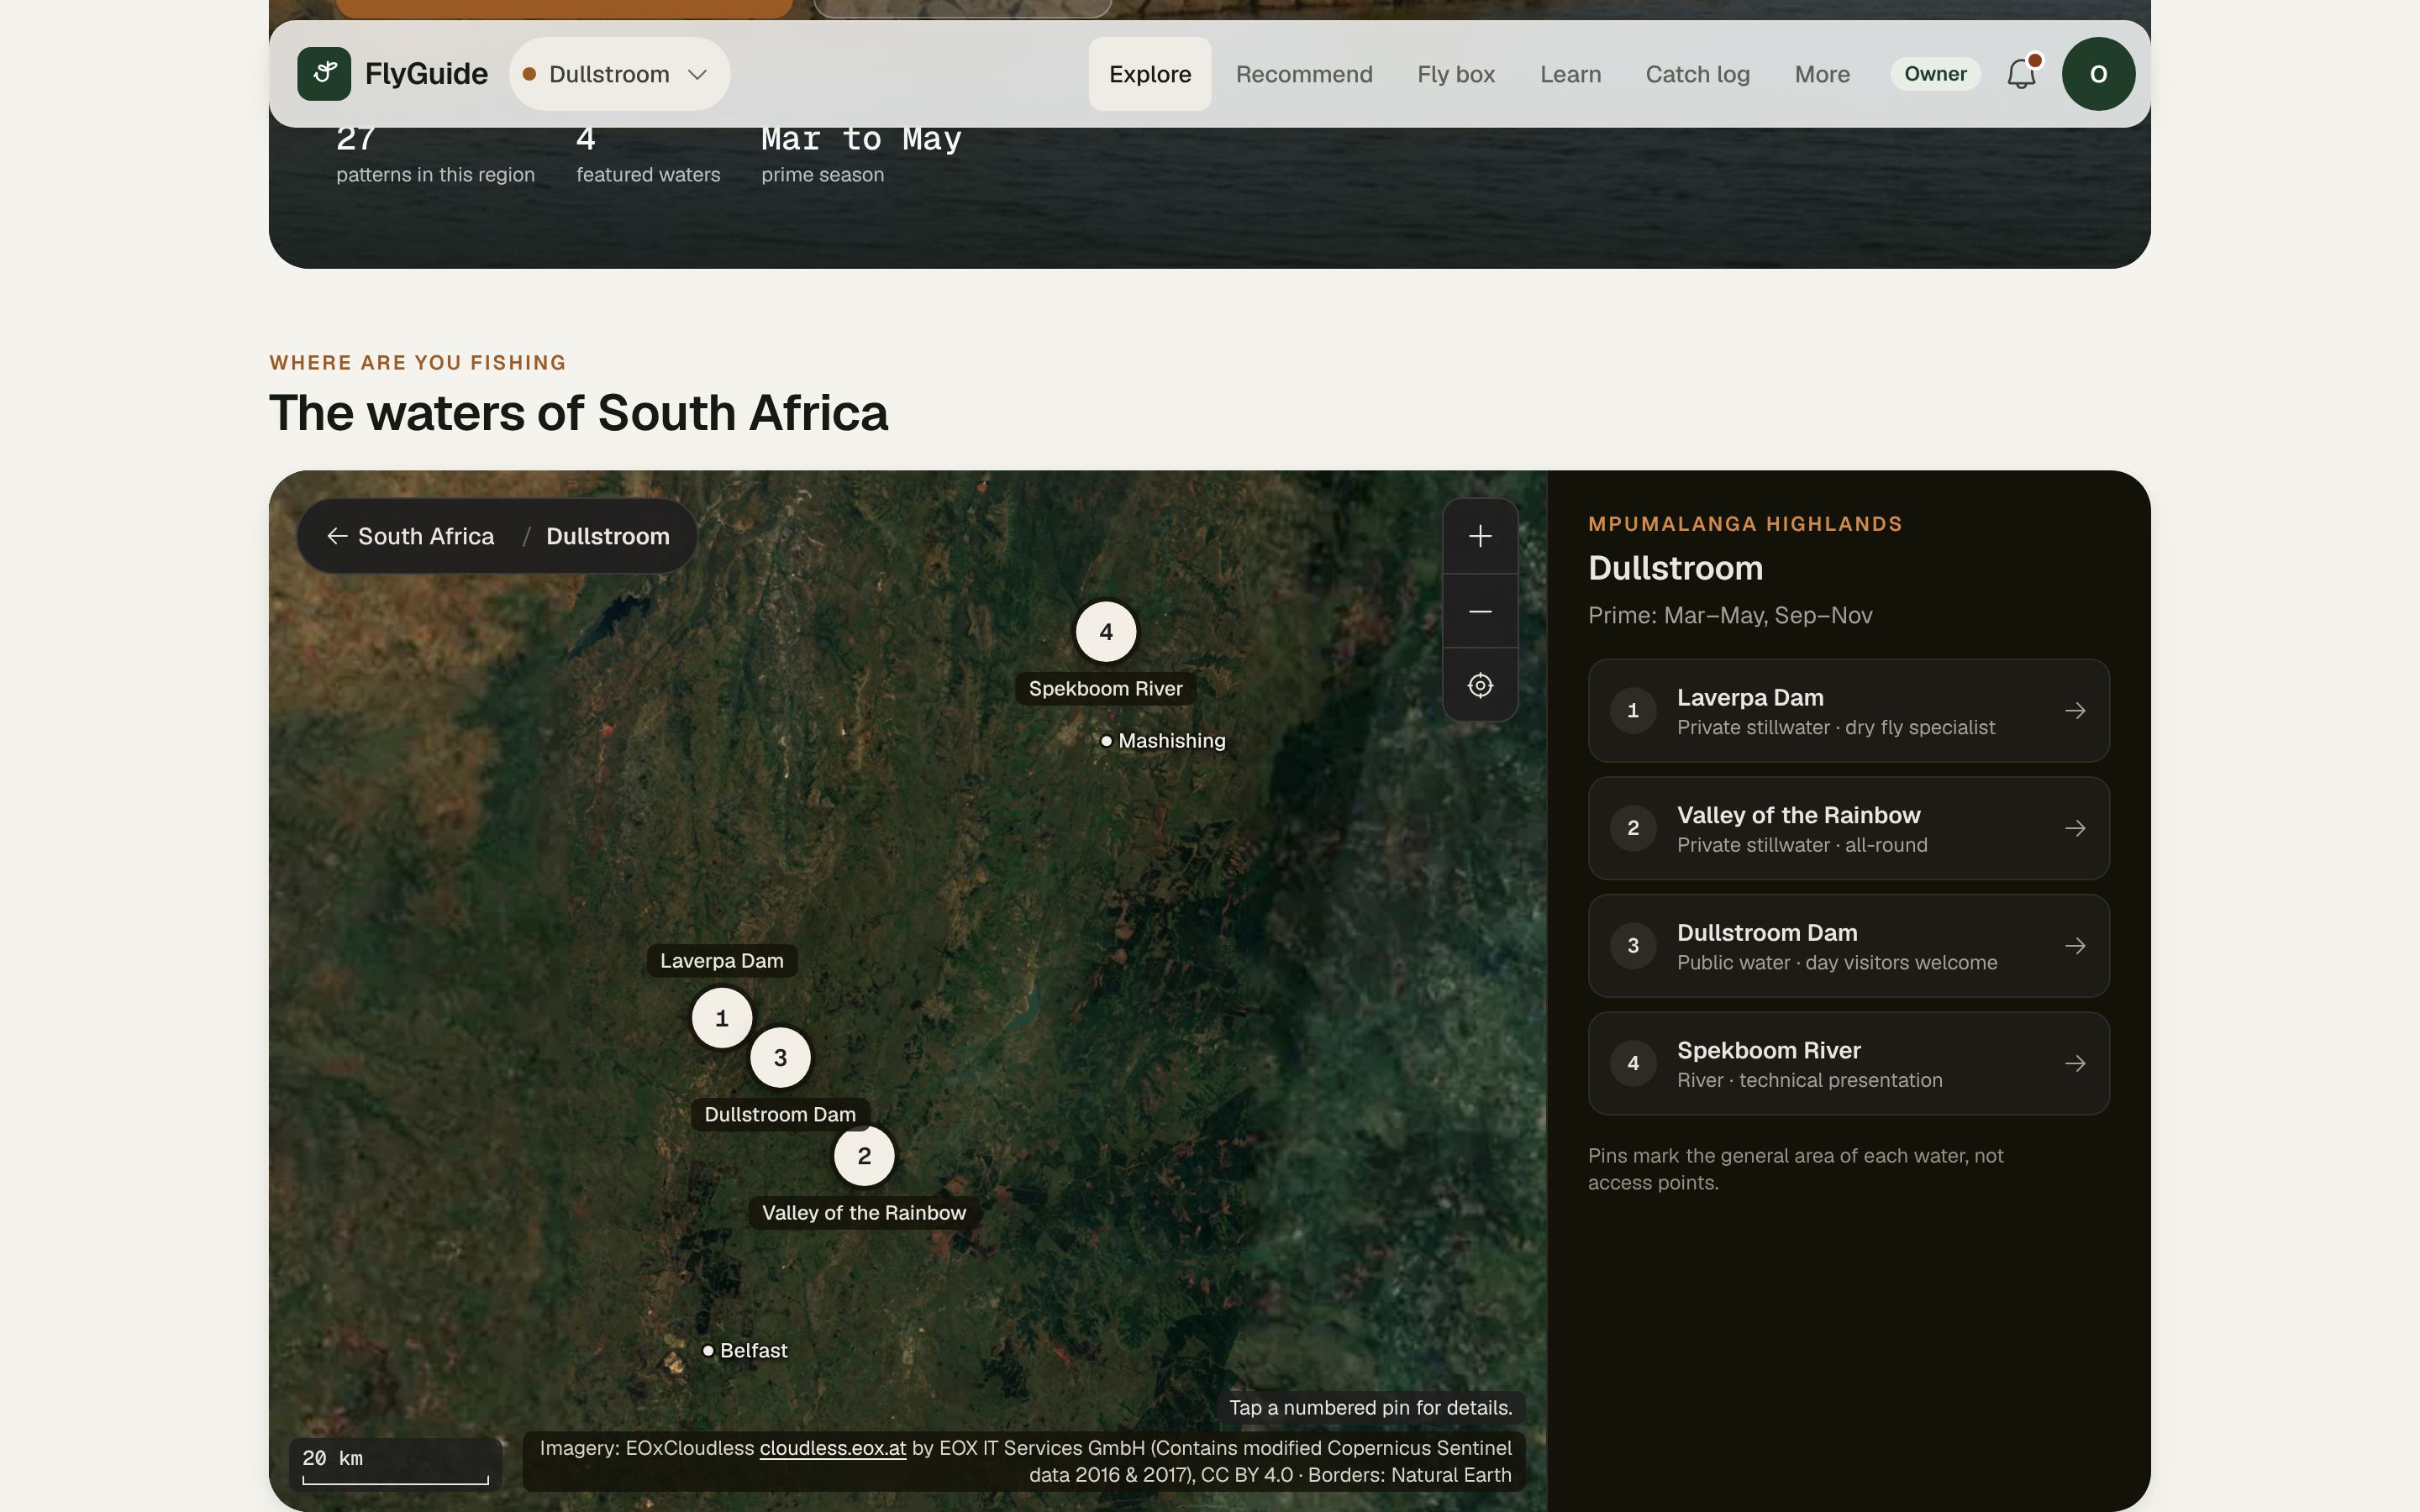 FlyGuide
Dullstroom
Explore
Recommend
Fly box
Learn
Catch log
More
Owner
O
27
patterns in this region
4
featured waters
Mar to May
prime season
WHERE ARE YOU FISHING
The waters of South Africa
← South Africa / Dullstroom
4
Spekboom River
Mashishing
Laverpa Dam
1
3
Dullstroom Dam
2
Valley of the Rainbow
Belfast
Tap a numbered pin for details.
20 km
Imagery: EOxCloudless cloudless.eox.at by EOX IT Services GmbH (Contains modified Copernicus Sentinel
data 2016 & 2017), CC BY 4.0 · Borders: Natural Earth
MPUMALANGA HIGHLANDS
Dullstroom
Prime: Mar–May, Sep–Nov
1
Laverpa Dam
Private stillwater · dry fly specialist
2
Valley of the Rainbow
Private stillwater · all-round
3
Dullstroom Dam
Public water · day visitors welcome
4
Spekboom River
River · technical presentation
Pins mark the general area of each water, not
access points.